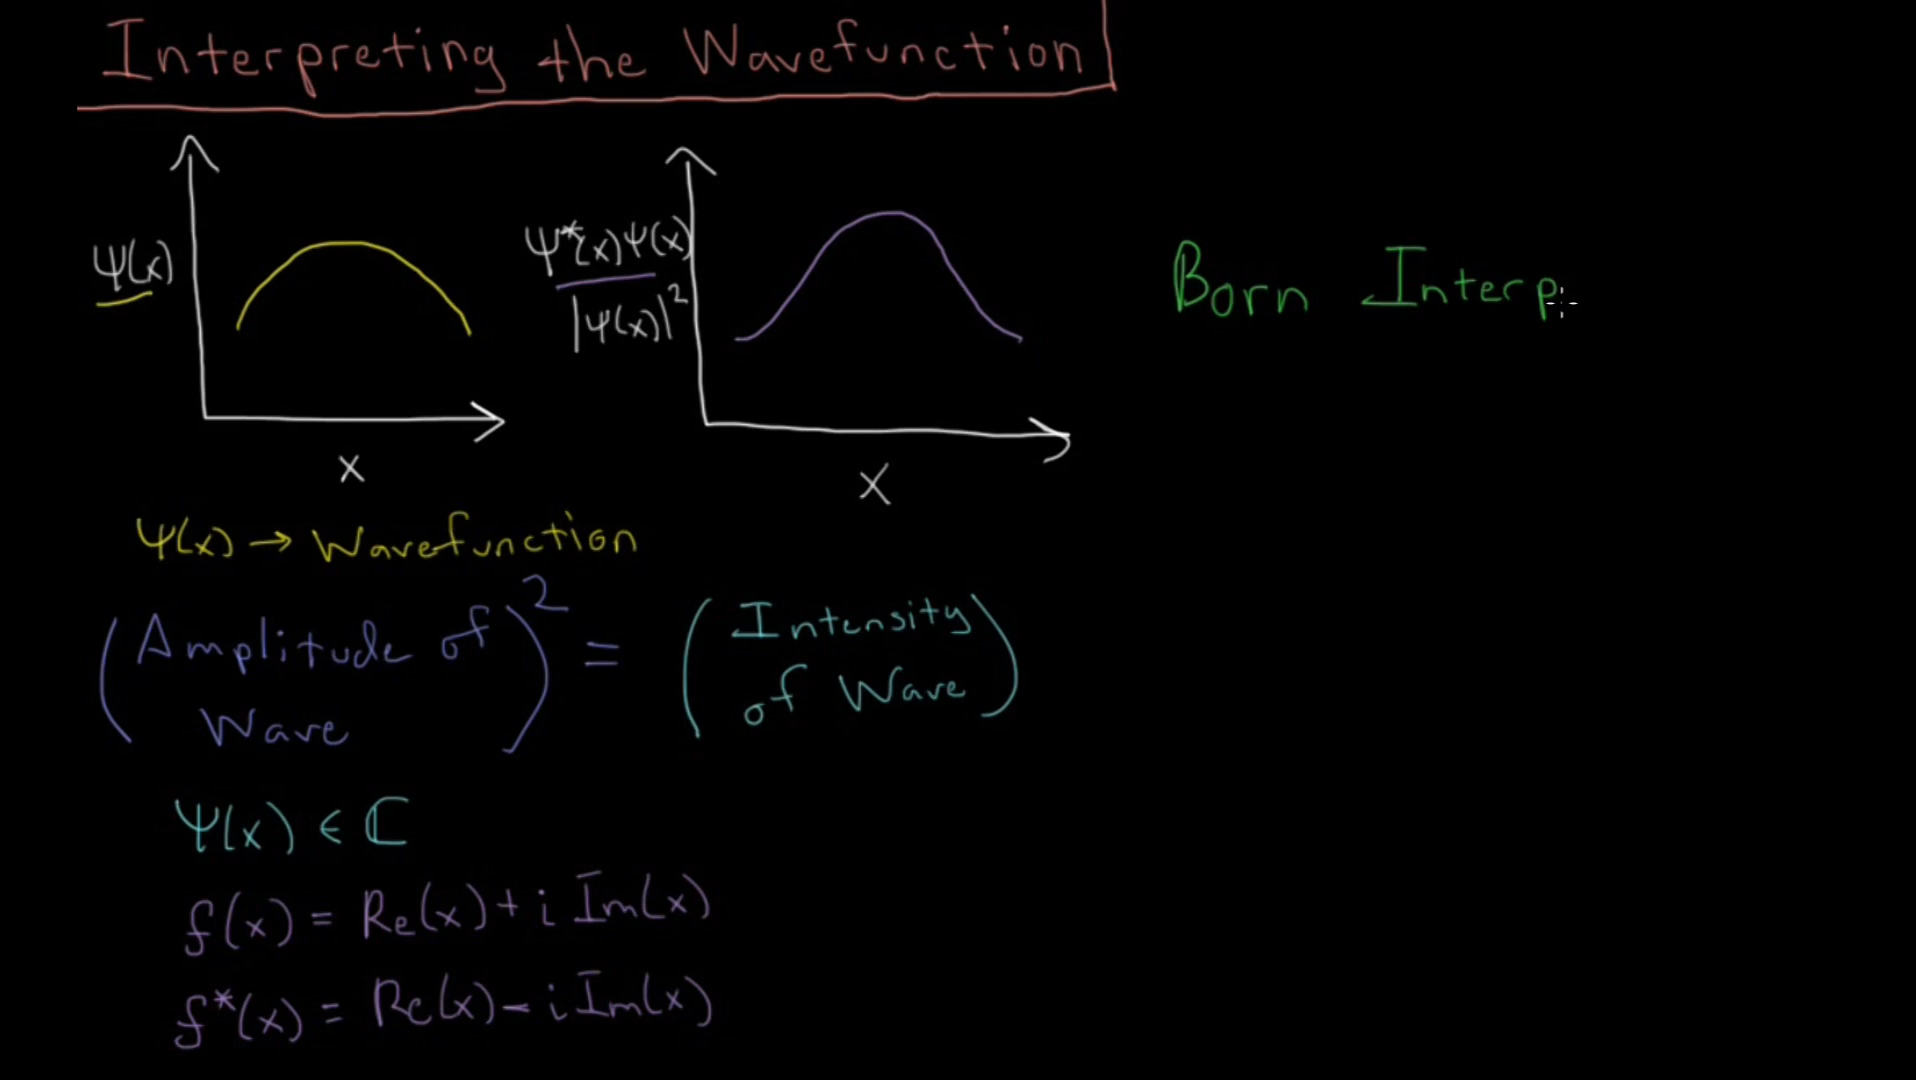 Interpreting the Wavefunction
Ψ(x)
x
Ψ*(x)Ψ(x)
|Ψ(x)|²
x
Ψ(x) → Wavefunction
(Amplitude of
Wave)² = (Intensity
of Wave)
Ψ(x) ∈ ℂ
f(x) = Re(x) + i Im(x)
f*(x) = Re(x) - i Im(x)
Born Interp